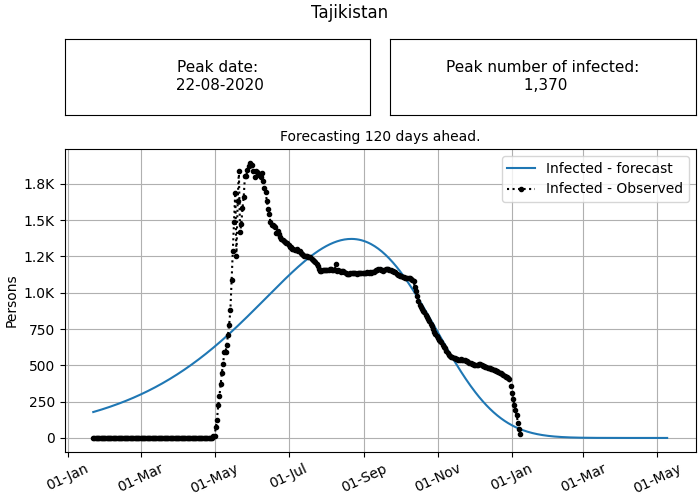 Tajikistan
Peak date:
22-08-2020
Peak number of infected:
1,370
Forecasting 120 days ahead.
Infected - forecast
Infected - Observed
Persons
1.8K
1.5K
1.2K
1.0K
750
500
250
0
01-Jan
01-Mar
01-May
01-Jul
01-Sep
01-Nov
01-Jan
01-Mar
01-May